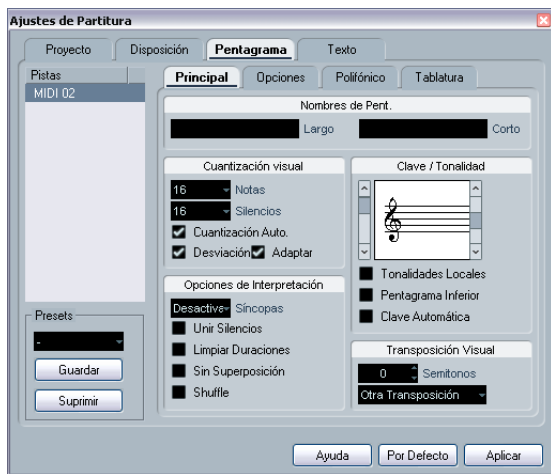 Ajustes de Partitura
Proyecto Disposición Pentagrama Texto
Pistas
MIDI 02
Principal Opciones Polifónico Tablatura
Nombres de Pent.
Largo Corto
Cuantización visual
16 Notas
16 Silencios
Cuantización Auto.
Desviación Adaptar
Clave / Tonalidad
Tonalidades Locales
Pentagrama Inferior
Clave Automática
Opciones de Interpretación
Desactiva Síncopas
Unir Silencios
Limpiar Duraciones
Sin Superposición
Shuffle
Transposición Visual
0 Semitonos
Otra Transposición
Presets
-
Guardar
Suprimir
Ayuda Por Defecto Aplicar